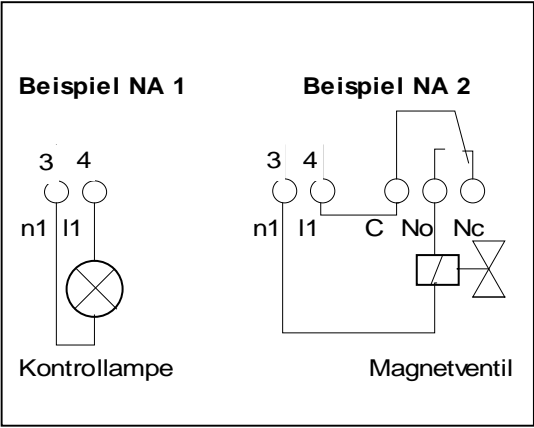 Beispiel NA 1
3 4
n1 l1
Kontrollampe
Beispiel NA 2
3 4
n1 l1 C No Nc
Magnetventil